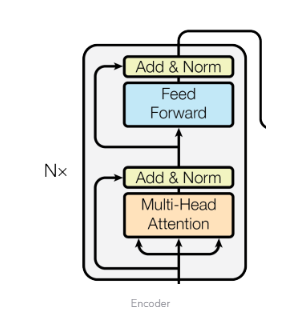 Add & Norm
Feed
Forward
N×
Add & Norm
Multi-Head
Attention
Encoder